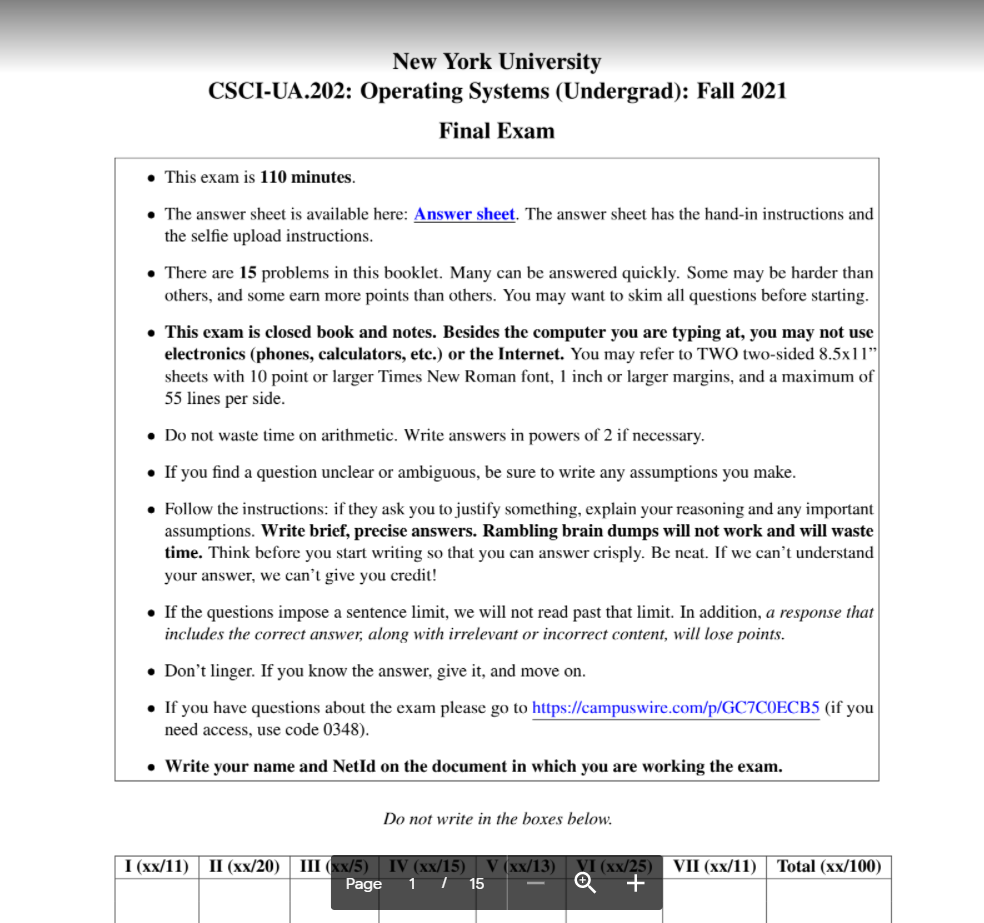 New York University
CSCI-UA.202: Operating Systems (Undergrad): Fall 2021
Final Exam
• This exam is 110 minutes.
• The answer sheet is available here: Answer sheet. The answer sheet has the hand-in instructions and
the selfie upload instructions.
• There are 15 problems in this booklet. Many can be answered quickly. Some may be harder than
others, and some earn more points than others. You may want to skim all questions before starting.
• This exam is closed book and notes. Besides the computer you are typing at, you may not use
electronics (phones, calculators, etc.) or the Internet. You may refer to TWO two-sided 8.5x11”
sheets with 10 point or larger Times New Roman font, 1 inch or larger margins, and a maximum of
55 lines per side.
• Do not waste time on arithmetic. Write answers in powers of 2 if necessary.
• If you find a question unclear or ambiguous, be sure to write any assumptions you make.
• Follow the instructions: if they ask you to justify something, explain your reasoning and any important
assumptions. Write brief, precise answers. Rambling brain dumps will not work and will waste
time. Think before you start writing so that you can answer crisply. Be neat. If we can’t understand
your answer, we can’t give you credit!
• If the questions impose a sentence limit, we will not read past that limit. In addition, a response that
includes the correct answer, along with irrelevant or incorrect content, will lose points.
• Don’t linger. If you know the answer, give it, and move on.
• If you have questions about the exam please go to https://campuswire.com/p/GC7C0ECB5 (if you
need access, use code 0348).
• Write your name and NetId on the document in which you are working the exam.
Do not write in the boxes below.
I (xx/11) II (xx/20) III (xx/5) IV (xx/15) V (xx/13) VI (xx/25) VII (xx/11) Total (xx/100)
Page 1 / 15